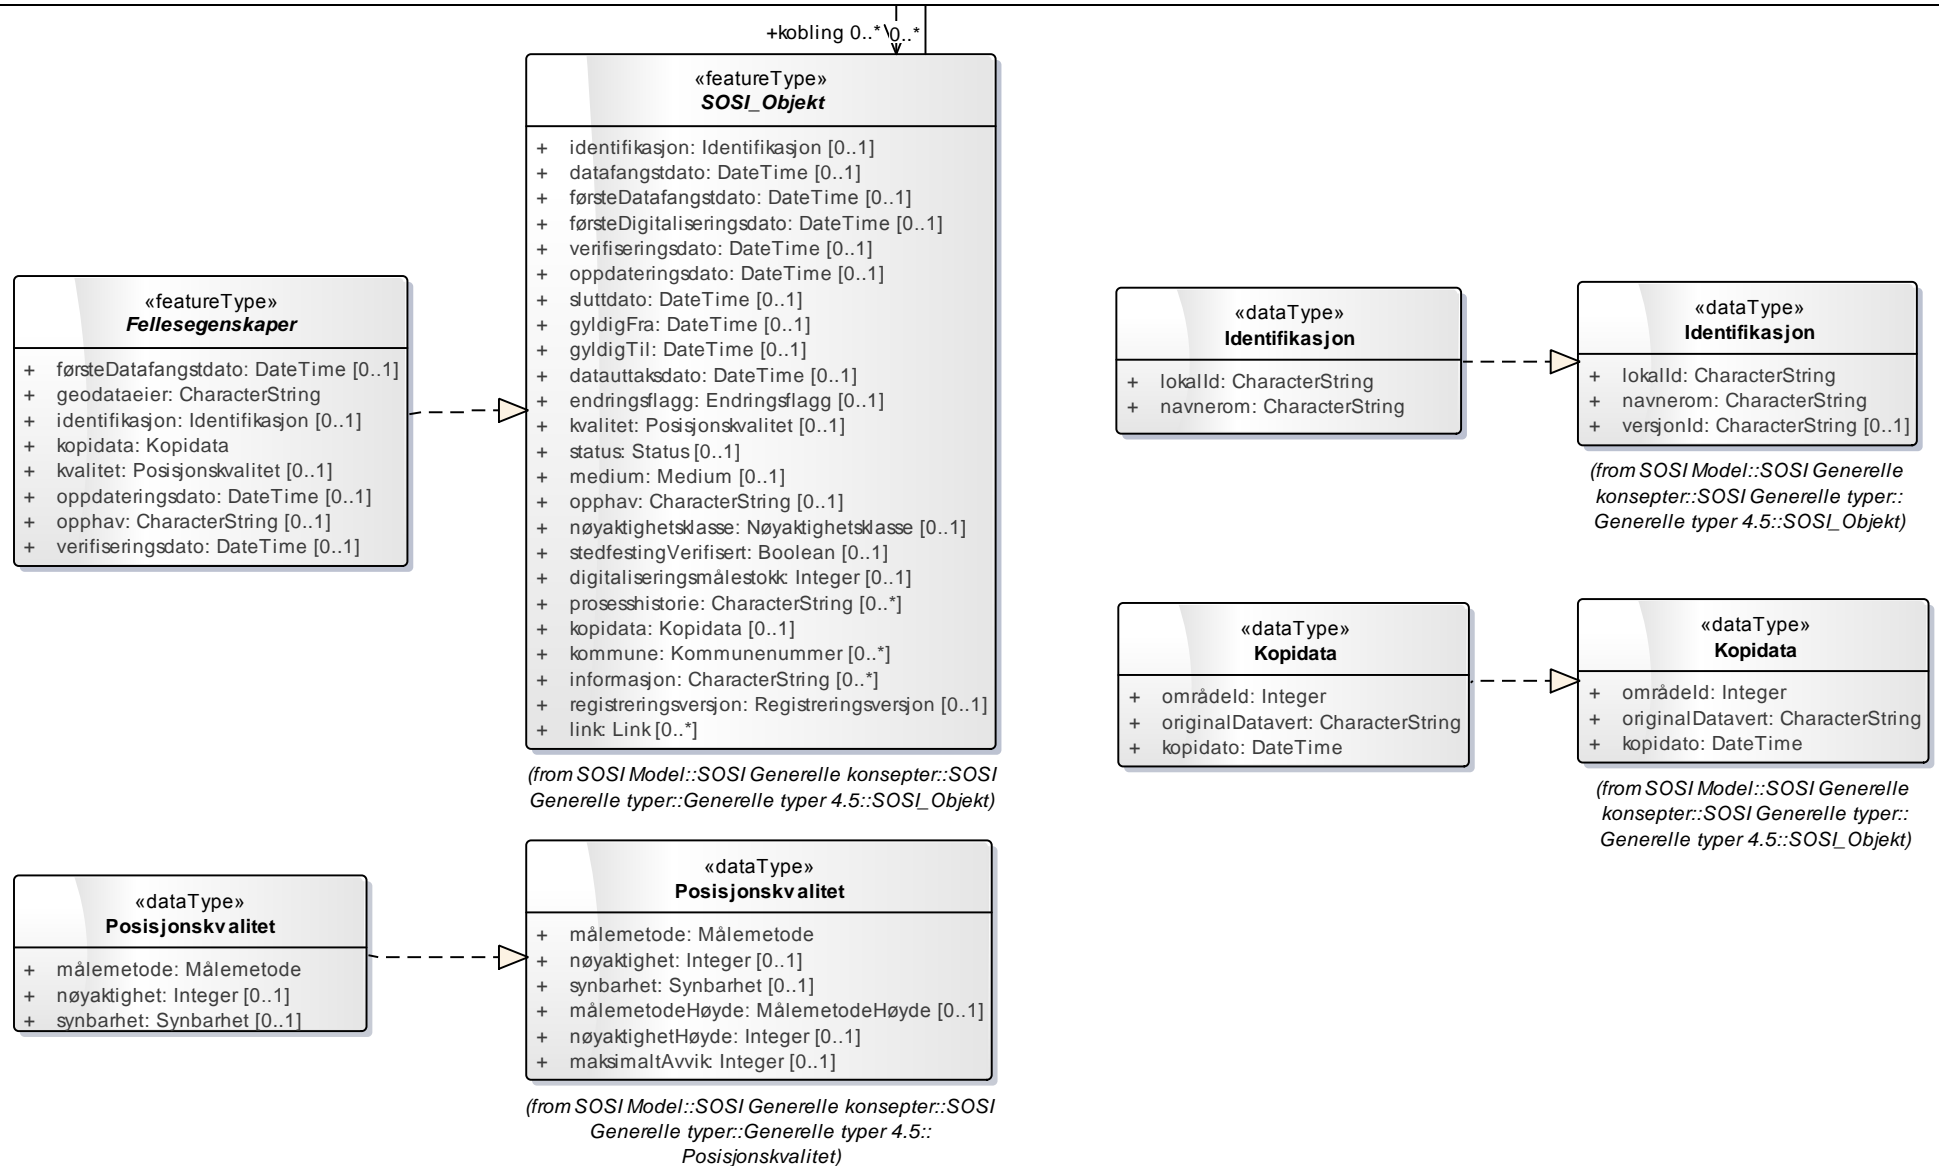 +kobling 0..*
0..*
«featureType»
SOSI_Objekt
+ identifikasjon: Identifikasjon [0..1]
+ datafangstdato: DateTime [0..1]
+ førsteDatafangstdato: DateTime [0..1]
+ førsteDigitaliseringsdato: DateTime [0..1]
+ verifiseringsdato: DateTime [0..1]
+ oppdateringsdato: DateTime [0..1]
+ sluttdato: DateTime [0..1]
+ gyldigFra: DateTime [0..1]
+ gyldigTil: DateTime [0..1]
+ datauttaksdato: DateTime [0..1]
+ endringsflagg: Endringsflagg [0..1]
+ kvalitet: Posisjonskvalitet [0..1]
+ status: Status [0..1]
+ medium: Medium [0..1]
+ opphav: CharacterString [0..1]
+ nøyaktighetsklasse: Nøyaktighetsklasse [0..1]
+ stedfestingVerifisert: Boolean [0..1]
+ digitaliseringsmålestokk: Integer [0..1]
+ prosesshistorie: CharacterString [0..*]
+ kopidata: Kopidata [0..1]
+ kommune: Kommunenummer [0..*]
+ informasjon: CharacterString [0..*]
+ registreringsversjon: Registreringsversjon [0..1]
+ link: Link [0..*]
(from SOSI Model::SOSI Generelle konsepter::SOSI
Generelle typer::Generelle typer 4.5::SOSI_Objekt)
«featureType»
Fellesegenskaper
+ førsteDatafangstdato: DateTime [0..1]
+ geodataeier: CharacterString
+ identifikasjon: Identifikasjon [0..1]
+ kopidata: Kopidata
+ kvalitet: Posisjonskvalitet [0..1]
+ oppdateringsdato: DateTime [0..1]
+ opphav: CharacterString [0..1]
+ verifiseringsdato: DateTime [0..1]
«dataType»
Identifikasjon
+ lokalId: CharacterString
+ navnerom: CharacterString
«dataType»
Identifikasjon
+ lokalId: CharacterString
+ navnerom: CharacterString
+ versjonId: CharacterString [0..1]
(from SOSI Model::SOSI Generelle
konsepter::SOSI Generelle typer::
Generelle typer 4.5::SOSI_Objekt)
«dataType»
Kopidata
+ områdeId: Integer
+ originalDatavert: CharacterString
+ kopidato: DateTime
«dataType»
Kopidata
+ områdeId: Integer
+ originalDatavert: CharacterString
+ kopidato: DateTime
(from SOSI Model::SOSI Generelle
konsepter::SOSI Generelle typer::
Generelle typer 4.5::SOSI_Objekt)
«dataType»
Posisjonskvalitet
+ målemetode: Målemetode
+ nøyaktighet: Integer [0..1]
+ synbarhet: Synbarhet [0..1]
«dataType»
Posisjonskvalitet
+ målemetode: Målemetode
+ nøyaktighet: Integer [0..1]
+ synbarhet: Synbarhet [0..1]
+ målemetodeHøyde: MålemetodeHøyde [0..1]
+ nøyaktighetHøyde: Integer [0..1]
+ maksimaltAvvik: Integer [0..1]
(from SOSI Model::SOSI Generelle konsepter::SOSI
Generelle typer::Generelle typer 4.5::
Posisjonskvalitet)